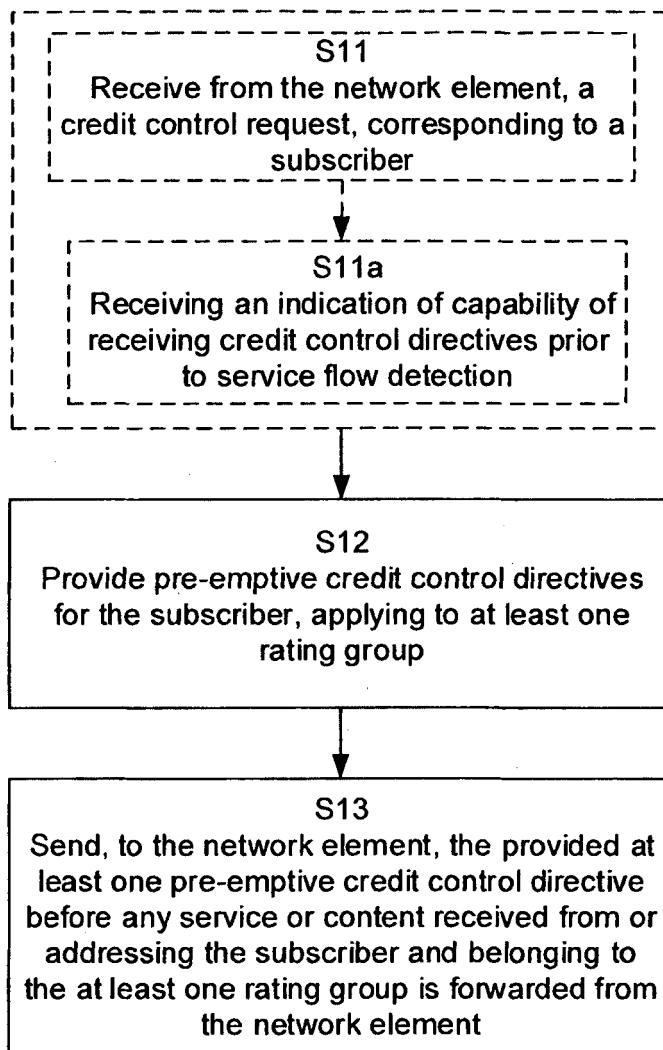 S11
Receive from the network element, a
credit control request, corresponding to a
subscriber
S11a
Receiving an indication of capability of
receiving credit control directives prior
to service flow detection
S12
Provide pre-emptive credit control directives
for the subscriber, applying to at least one
rating group
S13
Send, to the network element, the provided at
least one pre-emptive credit control directive
before any service or content received from or
addressing the subscriber and belonging to
the at least one rating group is forwarded from
the network element